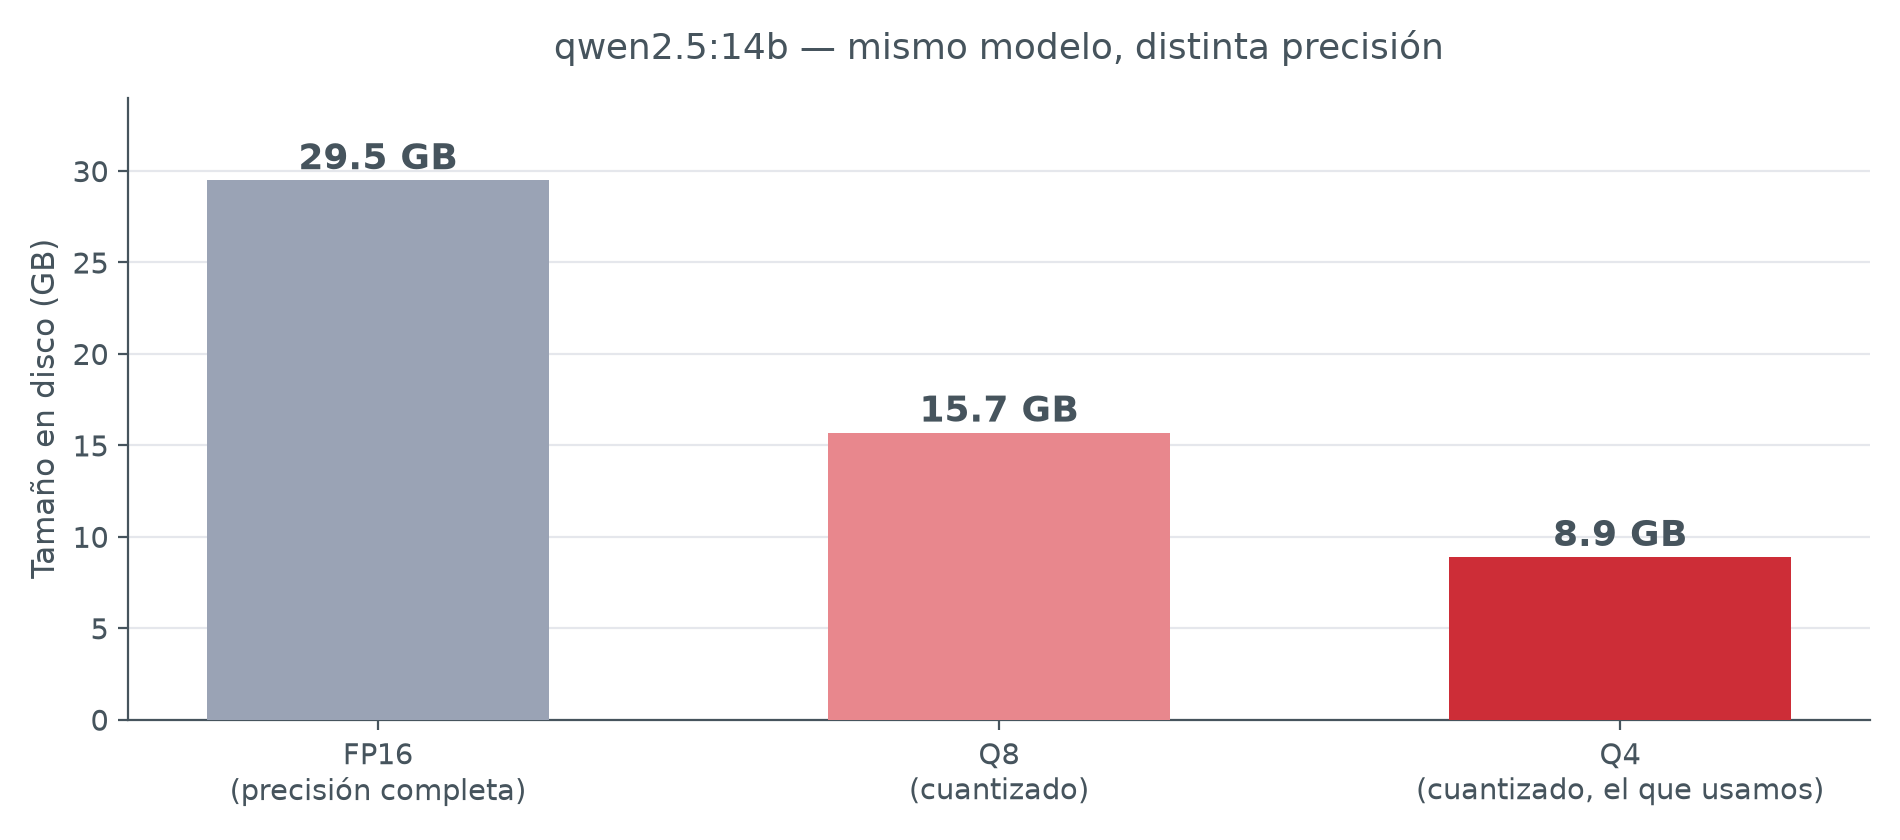 qwen2.5:14b — mismo modelo, distinta precisión
Tamaño en disco (GB)
30
25
20
15
10
5
0
29.5 GB
15.7 GB
8.9 GB
FP16
(precisión completa)
Q8
(cuantizado)
Q4
(cuantizado, el que usamos)